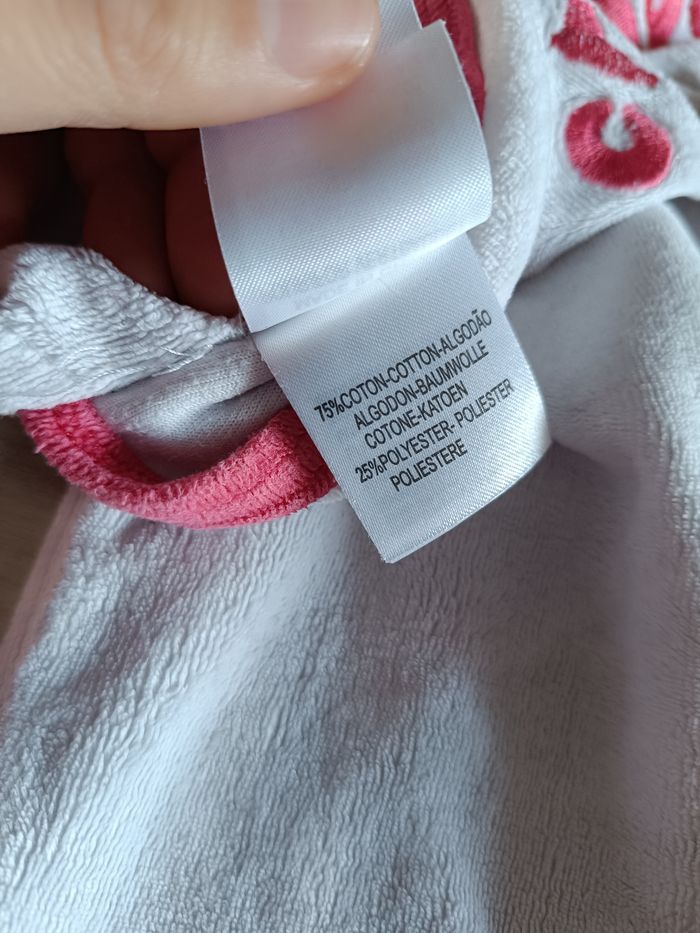 75%COTON-COTTON-ALGODÃO
ALGODON-BAUMWOLLE
COTONE-KATOEN
25%POLYESTER- POLIESTER
POLIESTERE